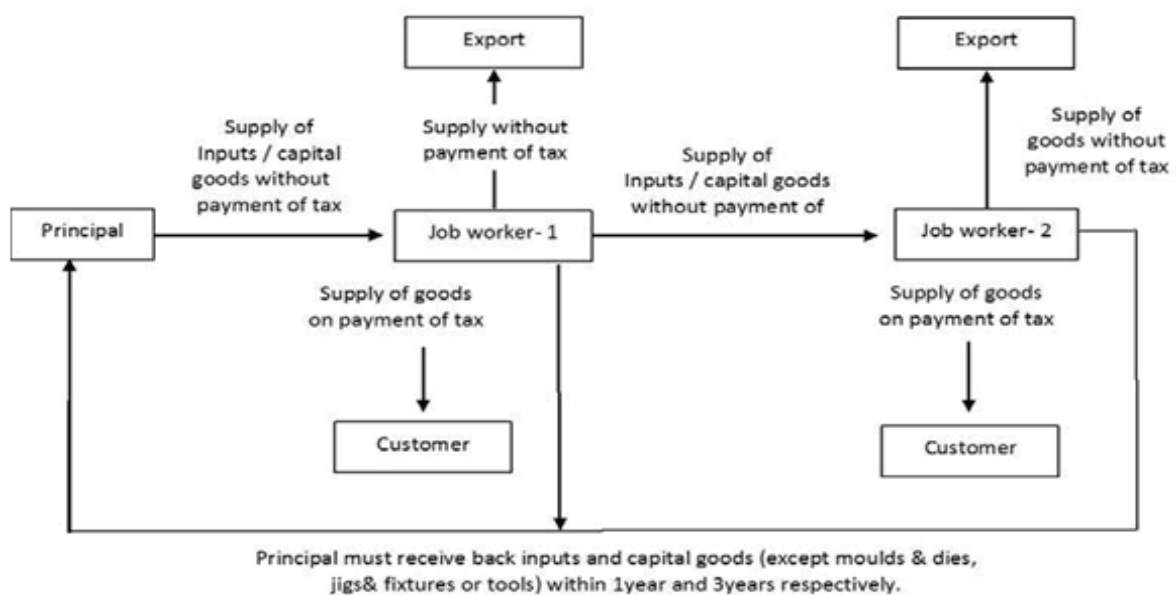 Export
Export
Supply of
Inputs / capital
goods without
payment of tax
Supply without
payment of tax
Supply of
Inputs / capital goods
without payment of
Supply of
goods without
payment of tax
Principal
Job worker- 1
Job worker- 2
Supply of goods
on payment of tax
Supply of goods
on payment of tax
Customer
Customer
Principal must receive back inputs and capital goods (except moulds & dies,
jigs& fixtures or tools) within 1year and 3years respectively.